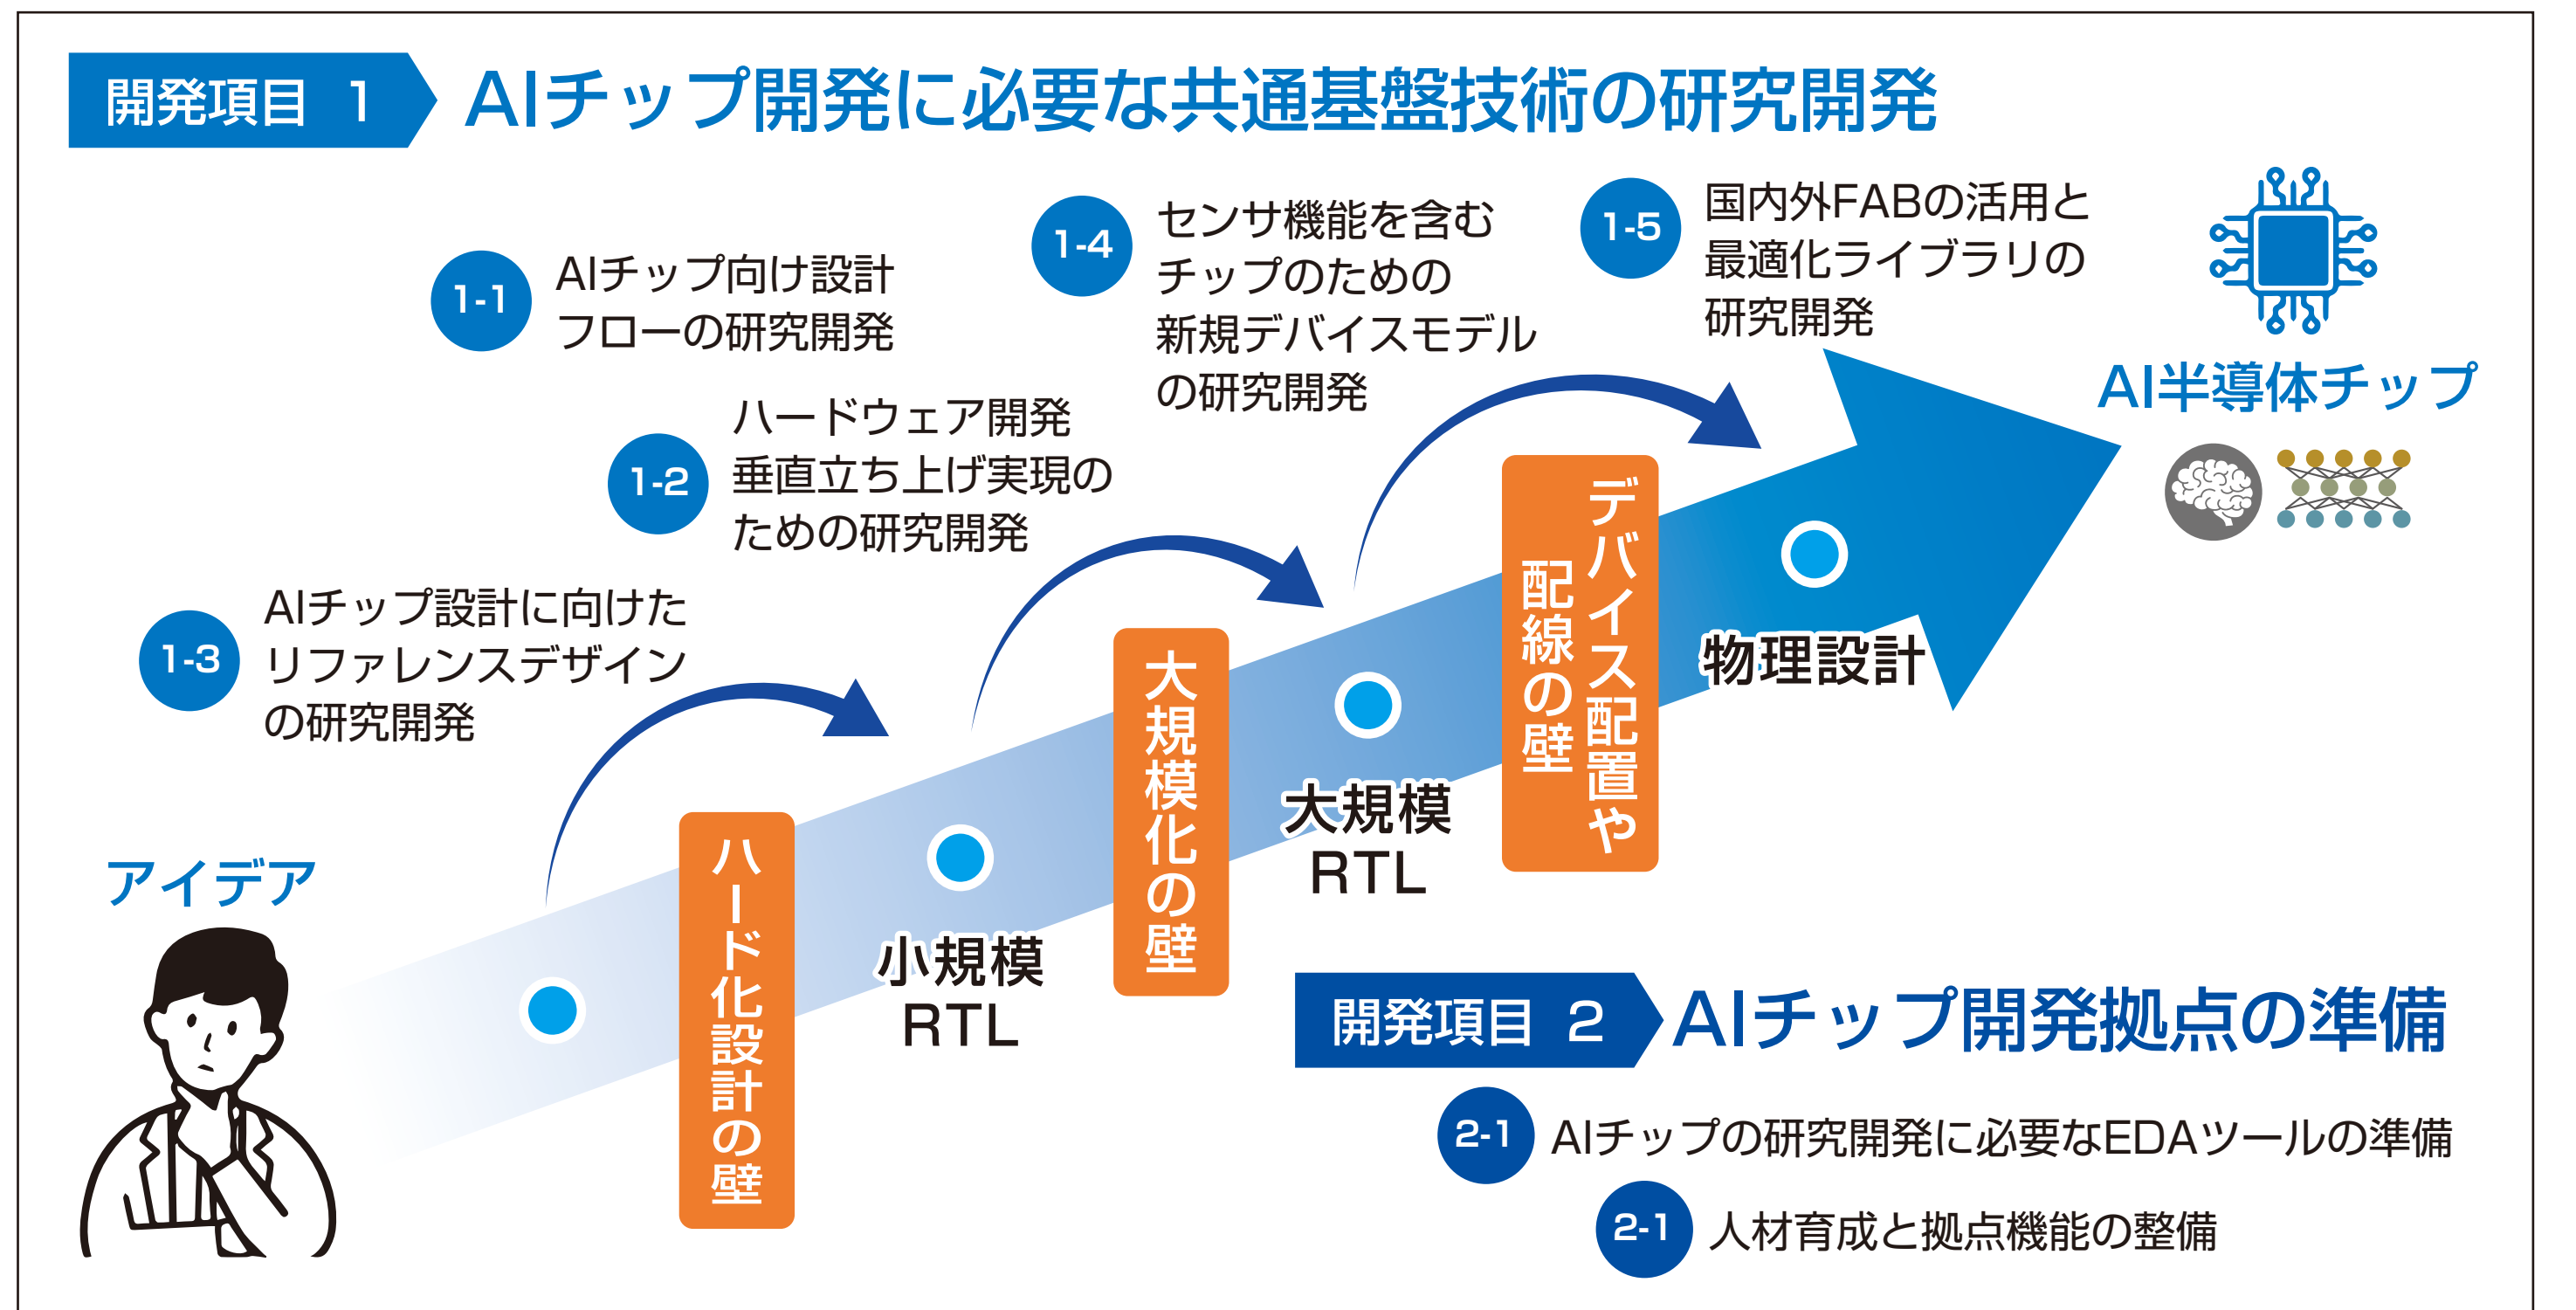 開発項目 1
AIチップ開発に必要な共通基盤技術の研究開発
1-1
AIチップ向け設計
フローの研究開発
1-2
ハードウェア開発
垂直立ち上げ実現の
ための研究開発
1-3
AIチップ設計に向けた
リファレンスデザイン
の研究開発
1-4
センサ機能を含む
チップのための
新規デバイスモデル
の研究開発
1-5
国内外FABの活用と
最適化ライブラリの
研究開発
AI半導体チップ
アイデア
ハード化設計の壁
小規模
RTL
大規模化の壁
大規模
RTL
デバイス配置や
配線の壁
物理設計
開発項目 2
AIチップ開発拠点の準備
2-1
AIチップの研究開発に必要なEDAツールの準備
2-1
人材育成と拠点機能の整備